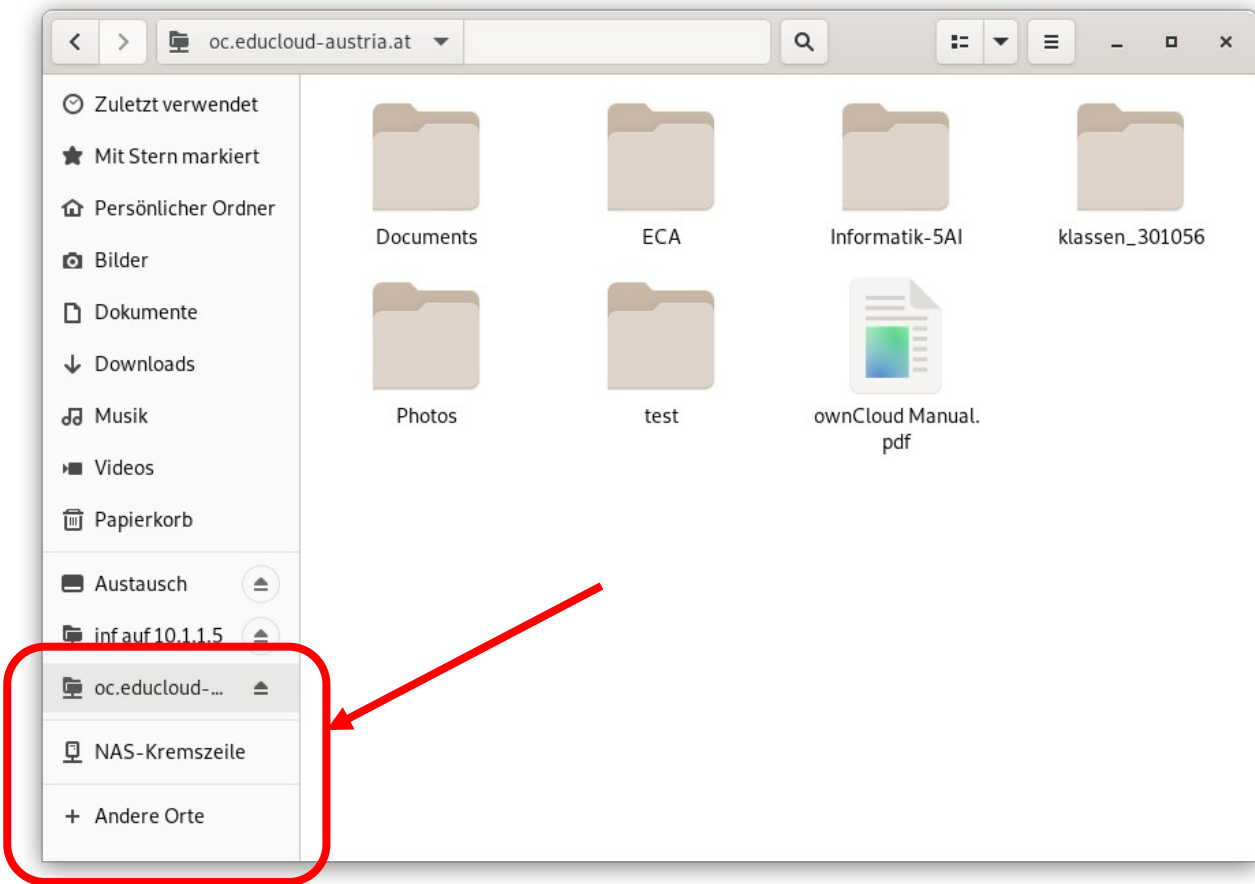 oc.educloud-austria.at
Zuletzt verwendet
Mit Stern markiert
Persönlicher Ordner
Bilder
Dokumente
Downloads
Musik
Videos
Papierkorb
Austausch
inf auf 10.1.1.5
oc.educloud-...
NAS-Kremszeile
+ Andere Orte
Documents
ECA
Informatik-5AI
klassen_301056
Photos
test
ownCloud Manual.
pdf